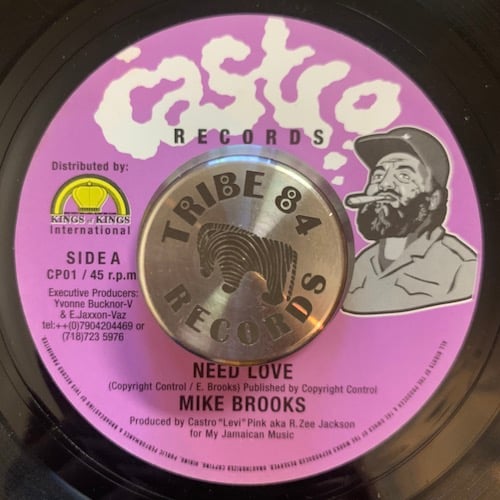 Castro
RECORDS
Distributed by:
KINGS of KINGS
International
SIDE A
CP01 / 45 r.p.m
Executive Producers:
Yvonne Bucknor-V
& E.Jaxxon-Vaz
tel:++(0)7904204469 or
(718)723 5976
TRIBE 84
RECORDS
NEED LOVE
(Copyright Control / E. Brooks) Published by Copyright Control
MIKE BROOKS
Produced by Castro "Levi" Pink aka R. Zee Jackson
for My Jamaican Music